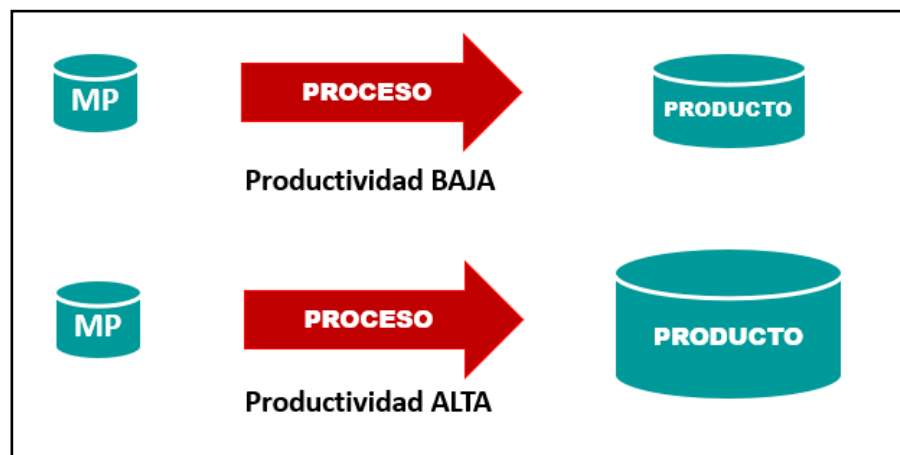 MP
PROCESO
PRODUCTO
Productividad BAJA
MP
PROCESO
PRODUCTO
Productividad ALTA